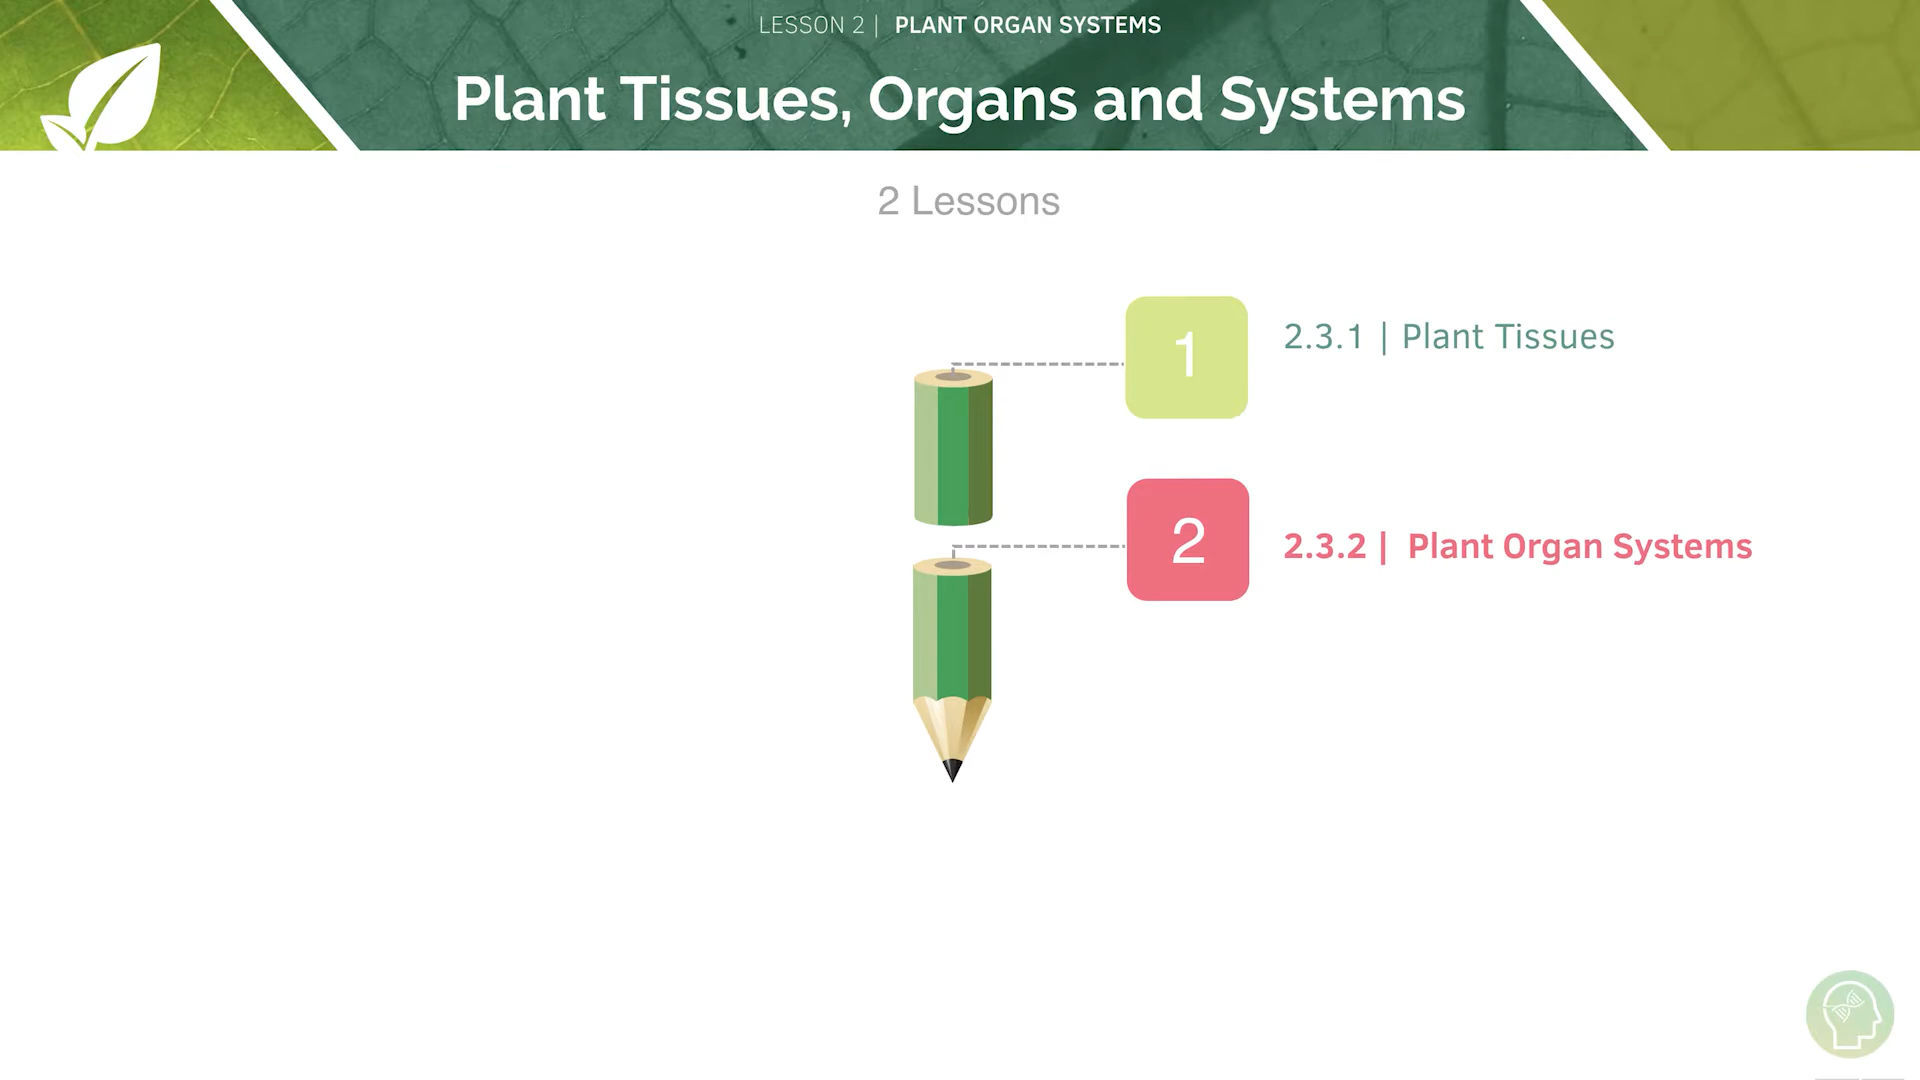 LESSON 2 | PLANT ORGAN SYSTEMS
Plant Tissues, Organs and Systems
2 Lessons
1
2.3.1 | Plant Tissues
2
2.3.2 | Plant Organ Systems